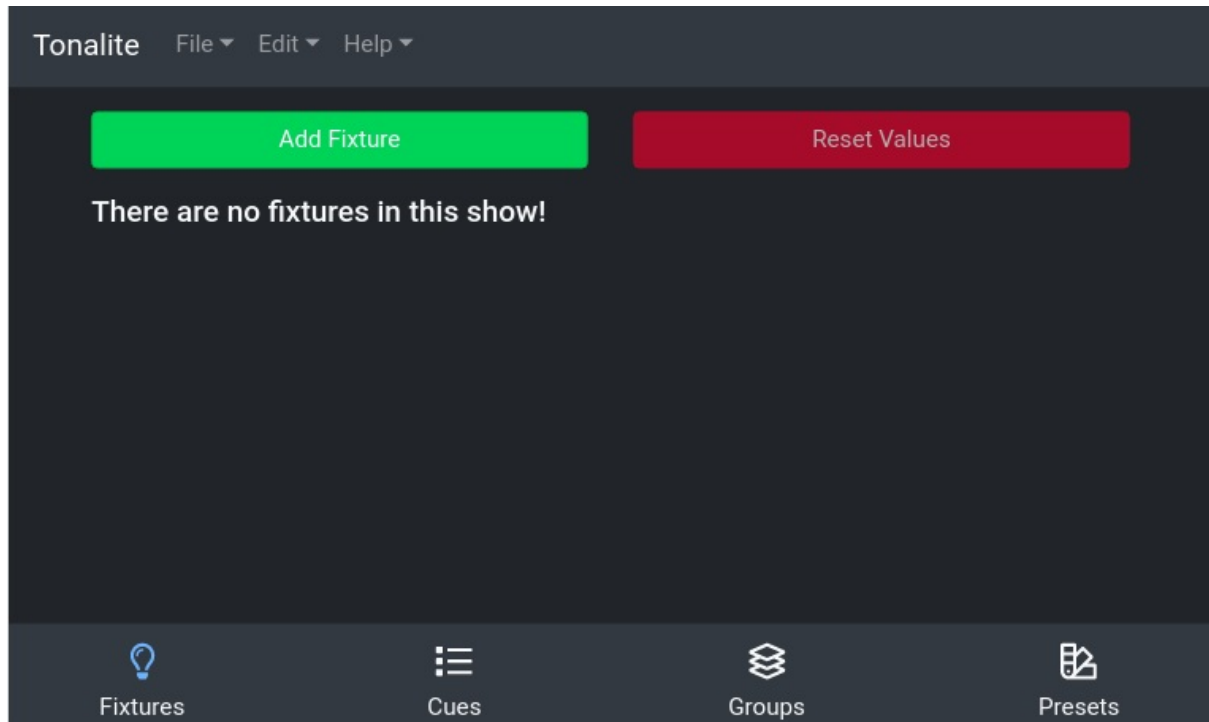 Tonalite File Edit Help
Add Fixture Reset Values
There are no fixtures in this show!
Fixtures Cues Groups Presets